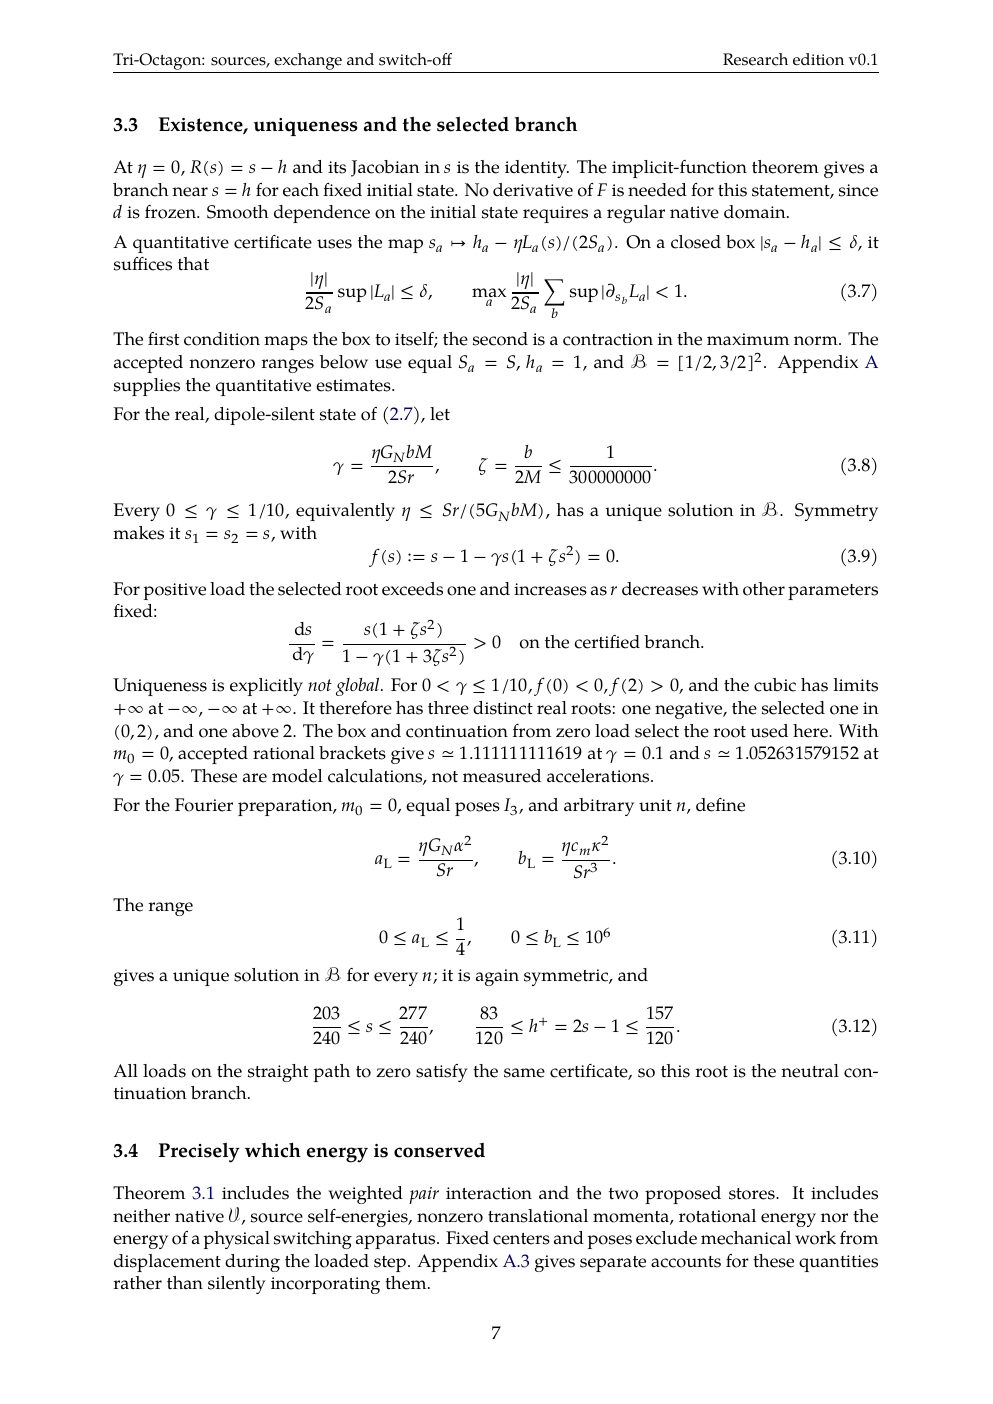 Tri-Octagon: sources, exchange and switch-off Research edition v0.1
3.3 Existence, uniqueness and the selected branch
At η = 0, R(s) = s − h and its Jacobian in s is the identity. The implicit-function theorem gives a
branch near s = h for each fixed initial state. No derivative of F is needed for this statement, since
d is frozen. Smooth dependence on the initial state requires a regular native domain.
A quantitative certificate uses the map s_a ↦ h_a − ηL_a(s)/(2S_a). On a closed box |s_a − h_a| ≤ δ, it
suffices that
|η|/(2S_a) sup |L_a| ≤ δ, max_a |η|/(2S_a) ∑_b sup |∂_{s_b} L_a| < 1. (3.7)
The first condition maps the box to itself; the second is a contraction in the maximum norm. The
accepted nonzero ranges below use equal S_a = S, h_a = 1, and ℬ = [1/2, 3/2]². Appendix A
supplies the quantitative estimates.
For the real, dipole-silent state of (2.7), let
γ = ηG_N bM/(2Sr), ζ = b/(2M) ≤ 1/300000000. (3.8)
Every 0 ≤ γ ≤ 1/10, equivalently η ≤ Sr/(5G_N bM), has a unique solution in ℬ. Symmetry
makes it s₁ = s₂ = s, with
f(s) := s − 1 − γs(1 + ζs²) = 0. (3.9)
For positive load the selected root exceeds one and increases as r decreases with other parameters
fixed:
ds/dγ = s(1 + ζs²)/(1 − γ(1 + 3ζs²)) > 0 on the certified branch.
Uniqueness is explicitly not global. For 0 < γ ≤ 1/10, f(0) < 0, f(2) > 0, and the cubic has limits
+∞ at −∞, −∞ at +∞. It therefore has three distinct real roots: one negative, the selected one in
(0, 2), and one above 2. The box and continuation from zero load select the root used here. With
m₀ = 0, accepted rational brackets give s ≃ 1.111111111619 at γ = 0.1 and s ≃ 1.052631579152 at
γ = 0.05. These are model calculations, not measured accelerations.
For the Fourier preparation, m₀ = 0, equal poses I₃, and arbitrary unit n, define
a_L = ηG_N α²/(Sr), b_L = ηc_m κ²/(Sr³). (3.10)
The range
0 ≤ a_L ≤ 1/4, 0 ≤ b_L ≤ 10⁶ (3.11)
gives a unique solution in ℬ for every n; it is again symmetric, and
203/240 ≤ s ≤ 277/240, 83/120 ≤ h⁺ = 2s − 1 ≤ 157/120. (3.12)
All loads on the straight path to zero satisfy the same certificate, so this root is the neutral con-
tinuation branch.
3.4 Precisely which energy is conserved
Theorem 3.1 includes the weighted pair interaction and the two proposed stores. It includes
neither native 𝒱, source self-energies, nonzero translational momenta, rotational energy nor the
energy of a physical switching apparatus. Fixed centers and poses exclude mechanical work from
displacement during the loaded step. Appendix A.3 gives separate accounts for these quantities
rather than silently incorporating them.
7